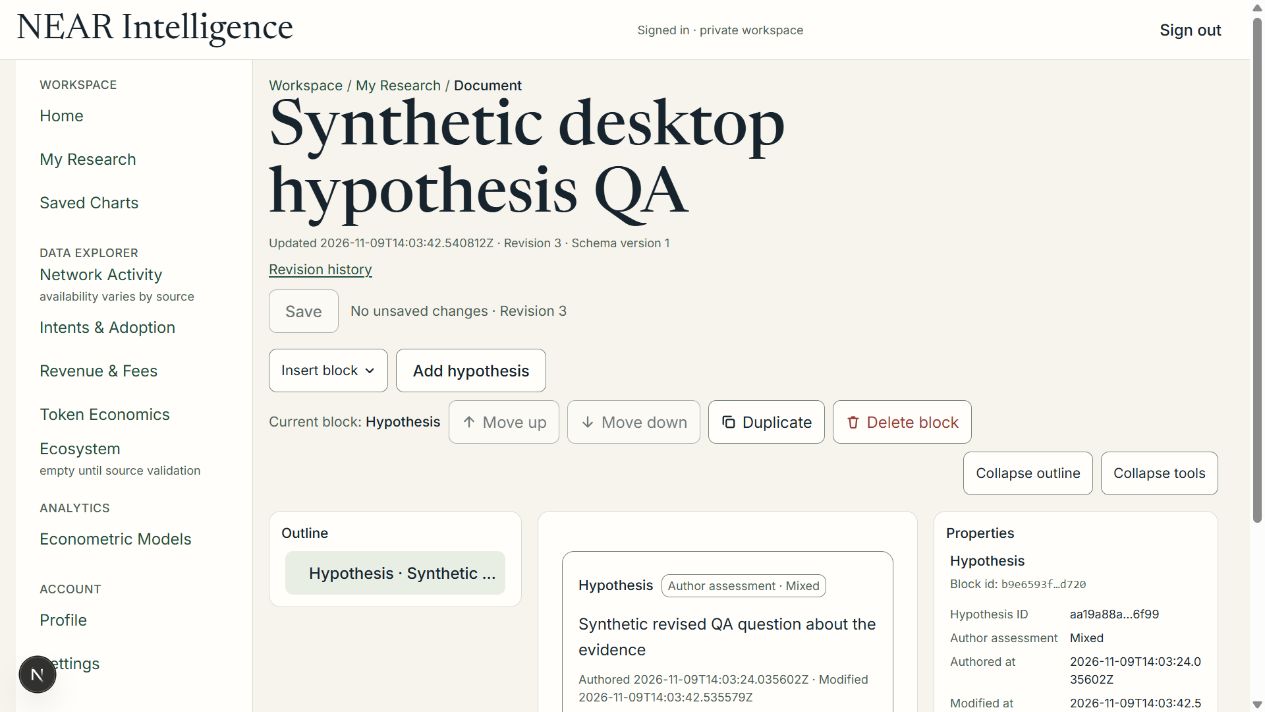 NEAR Intelligence
Signed in · private workspace
Sign out
WORKSPACE
Home
My Research
Saved Charts
DATA EXPLORER
Network Activity
availability varies by source
Intents & Adoption
Revenue & Fees
Token Economics
Ecosystem
empty until source validation
ANALYTICS
Econometric Models
ACCOUNT
Profile
ettings
N
Workspace / My Research / Document
Synthetic desktop
hypothesis QA
Updated 2026-11-09T14:03:42.540812Z · Revision 3 · Schema version 1
Revision history
Save
No unsaved changes · Revision 3
Insert block
Add hypothesis
Current block: Hypothesis
Move up
Move down
Duplicate
Delete block
Collapse outline
Collapse tools
Outline
Hypothesis · Synthetic ...
Hypothesis
Author assessment · Mixed
Synthetic revised QA question about the
evidence
Authored 2026-11-09T14:03:24.035602Z · Modified
2026-11-09T14:03:42.535579Z
Properties
Hypothesis
Block id: b9e6593f…d720
Hypothesis ID aa19a88a…6f99
Author assessment Mixed
Authored at 2026-11-09T14:03:24.0
35602Z
Modified at 2026-11-09T14:03:42.5